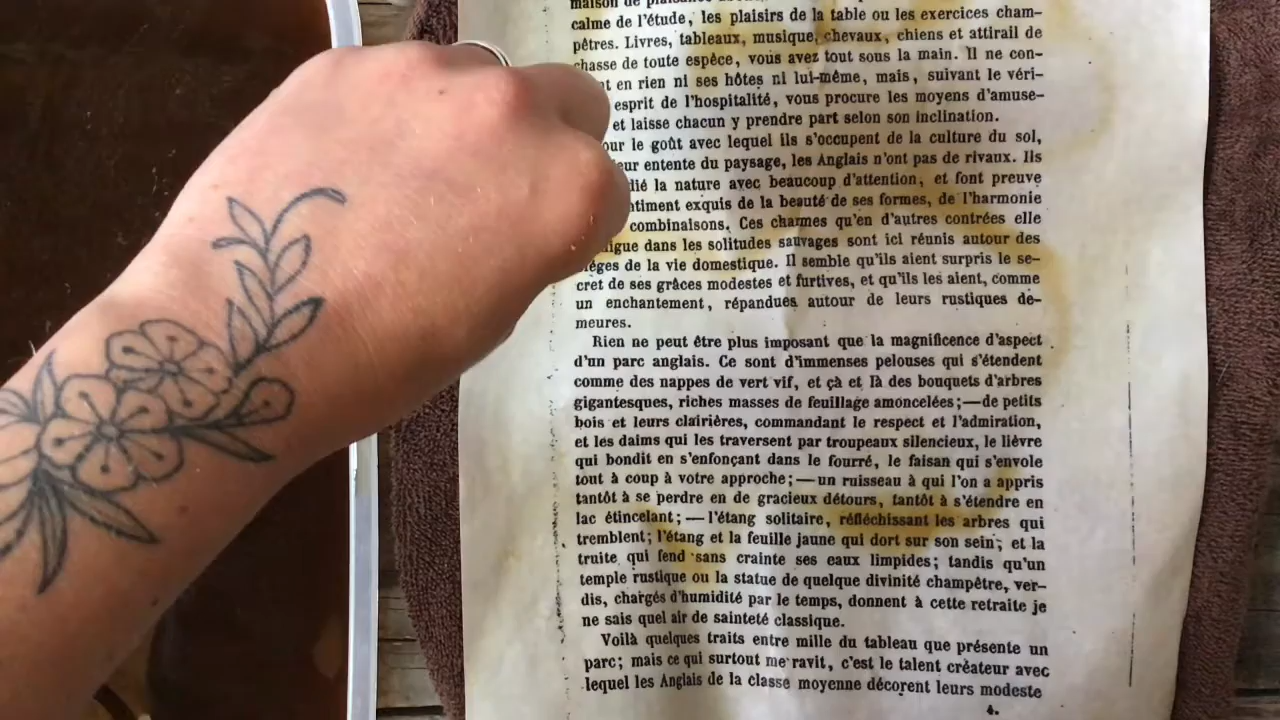 maison de plaisance
calme de l'étude, les plaisirs de la table ou les exercices cham-
pêtres. Livres, tableaux, musique, chevaux, chiens et attirail de
chasse de toute espèce, vous avez tout sous la main. Il ne con-
en rien ni ses hôtes ni lui-même, mais, suivant le véri-
esprit de l'hospitalité, vous procure les moyens d'amuse-
et laisse chacun y prendre part selon son inclination.
our le goût avec lequel ils s'occupent de la culture du sol,
eur entente du paysage, les Anglais n'ont pas de rivaux. Ils
dié la nature avec beaucoup d'attention, et font preuve
timent exquis de la beauté de ses formes, de l'harmonie
combinaisons. Ces charmes qu'en d'autres contrées elle
igue dans les solitudes sauvages sont ici réunis autour des
iéges de la vie domestique. Il semble qu'ils aient surpris le se-
cret de ses grâces modestes et furtives, et qu'ils les aient, comme
un enchantement, répandues autour de leurs rustiques de-
meures.
Rien ne peut être plus imposant que la magnificence d'aspect
d'un parc anglais. Ce sont d'immenses pelouses qui s'étendent
comme des nappes de vert vif, et çà et là des bouquets d'arbres
gigantesques, riches masses de feuillage amoncelées;—de petits
bois et leurs clairières, commandant le respect et l'admiration,
et les daims qui les traversent par troupeaux silencieux, le lièvre
qui bondit en s'enfonçant dans le fourré, le faisan qui s'envole
tout à coup à votre approche;—un ruisseau à qui l'on a appris
tantôt à se perdre en de gracieux détours, tantôt à s'étendre en
lac étincelant;—l'étang solitaire, réfléchissant les arbres qui
tremblent; l'étang et la feuille jaune qui dort sur son sein; et la
truite qui fend sans crainte ses eaux limpides; tandis qu'un
temple rustique ou la statue de quelque divinité champêtre, ver-
dis, chargés d'humidité par le temps, donnent à cette retraite je
ne sais quel air de sainteté classique.
Voilà quelques traits entre mille du tableau que présente un
parc; mais ce qui surtout me ravit, c'est le talent créateur avec
lequel les Anglais de la classe moyenne décorent leurs modeste
4.